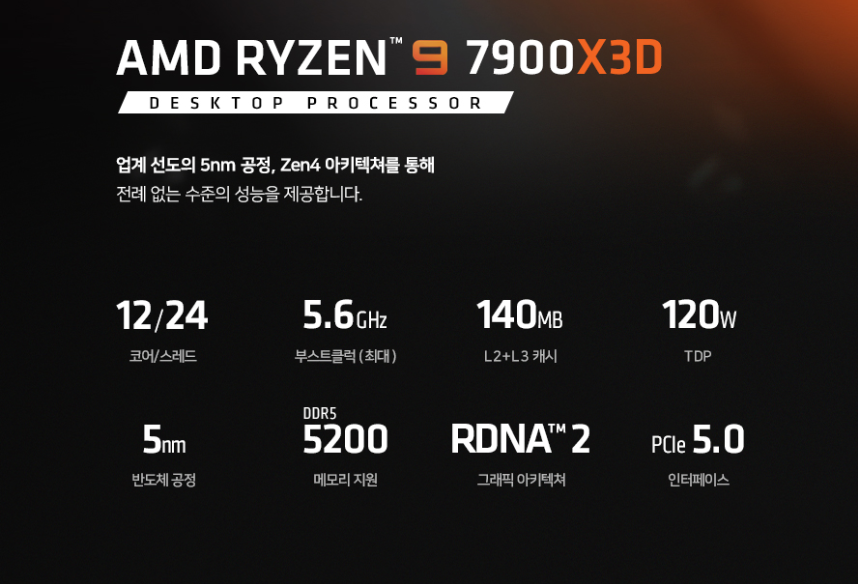 AMD RYZEN™ 9 7900X3D
DESKTOP PROCESSOR
업계 선도의 5nm 공정, Zen4 아키텍쳐를 통해
전례 없는 수준의 성능을 제공합니다.
12/24
코어/스레드
5.6GHz
부스트클럭(최대)
140MB
L2+L3 캐시
120W
TDP
5nm
반도체 공정
DDR5
5200
메모리 지원
RDNA™ 2
그래픽 아키텍쳐
PCIe 5.0
인터페이스